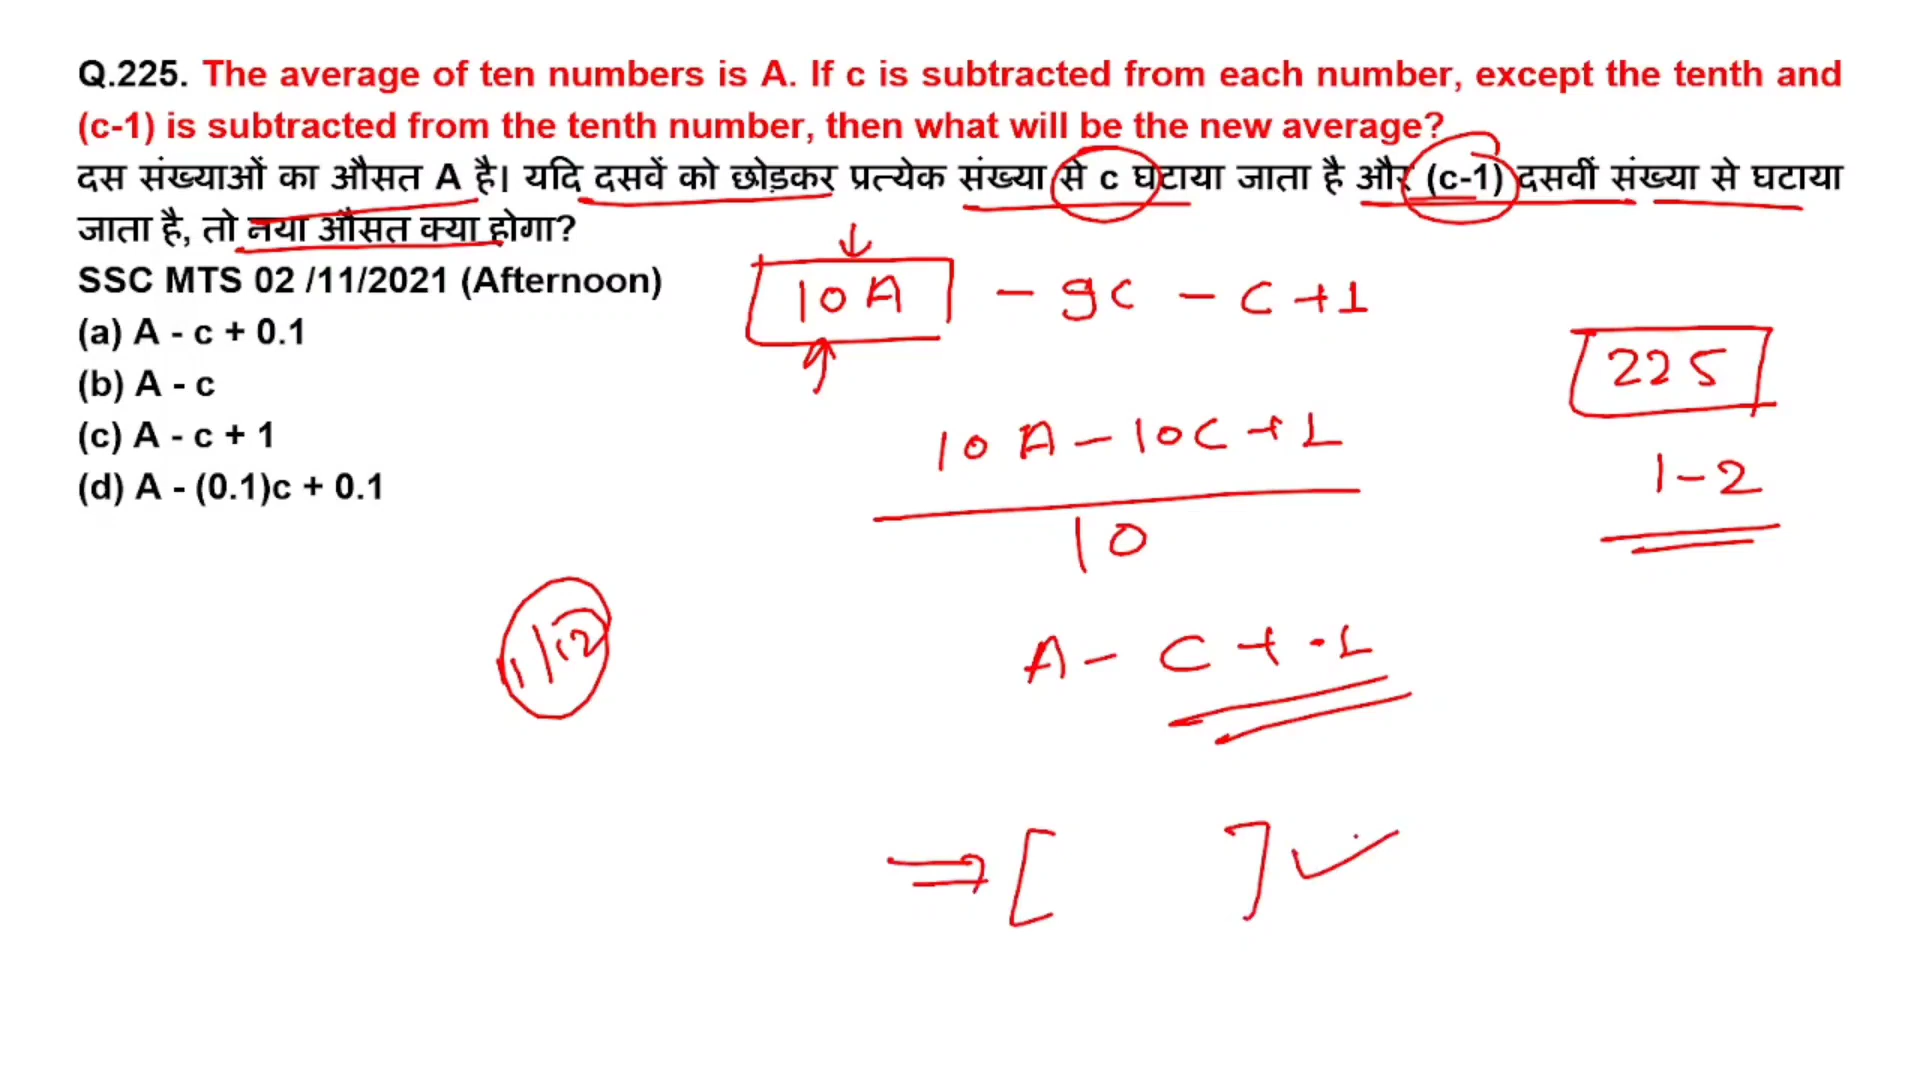 Q.225. The average of ten numbers is A. If c is subtracted from each number, except the tenth and
(c-1) is subtracted from the tenth number, then what will be the new average?
दस संख्याओं का औसत A है। यदि दसवें को छोड़कर प्रत्येक संख्या से c घटाया जाता है और (c-1) दसवीं संख्या से घटाया
जाता है, तो नया औसत क्या होगा?
SSC MTS 02 /11/2021 (Afternoon)
(a) A - c + 0.1
(b) A - c
(c) A - c + 1
(d) A - (0.1)c + 0.1
10A - 9C - C + 1
10A - 10C + 1
10
A - C + .1
225
1-2
11/12
⇒ [ ] ✓